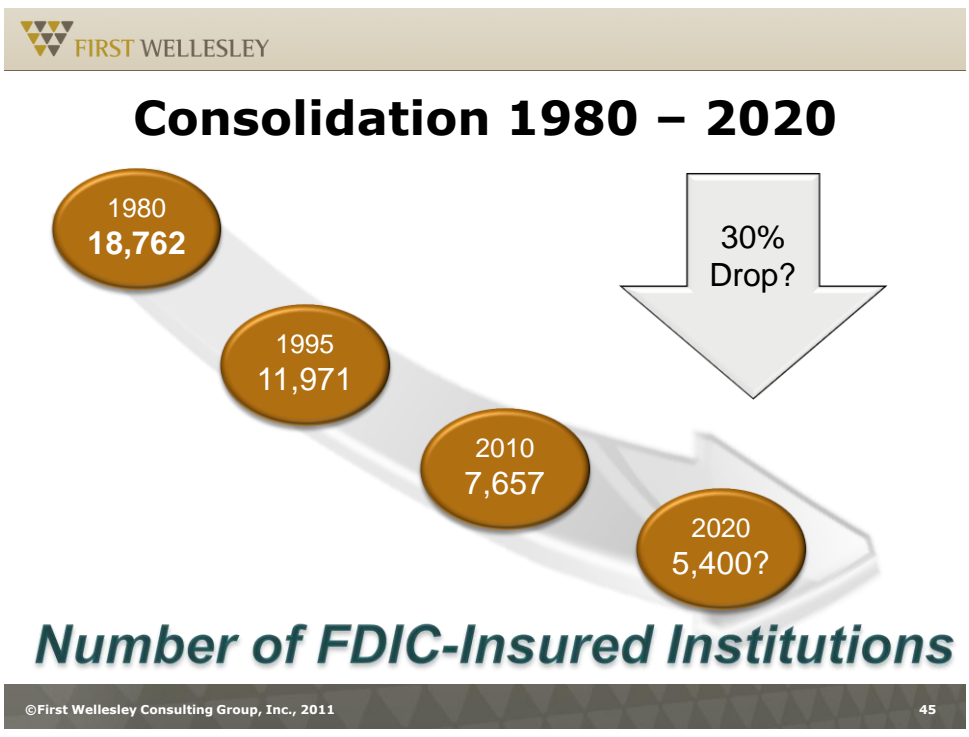 FIRST WELLESLEY
Consolidation 1980 – 2020
1980
18,762
30%
Drop?
1995
11,971
2010
7,657
2020
5,400?
Number of FDIC-Insured Institutions
©First Wellesley Consulting Group, Inc., 2011
45